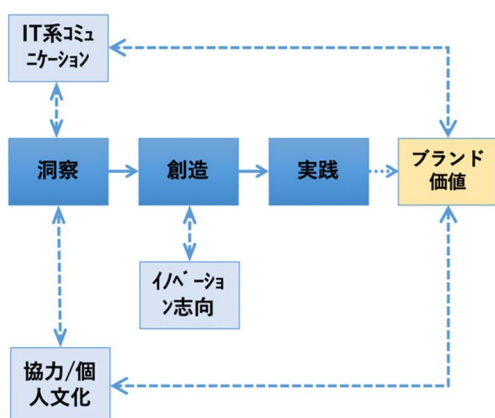 IT系ｺﾐｭ
ﾆｹｰｼｮﾝ
洞察
創造
実践
ブランド
価値
ｲﾉﾍﾞｰｼｮ
ﾝ志向
協力/個
人文化